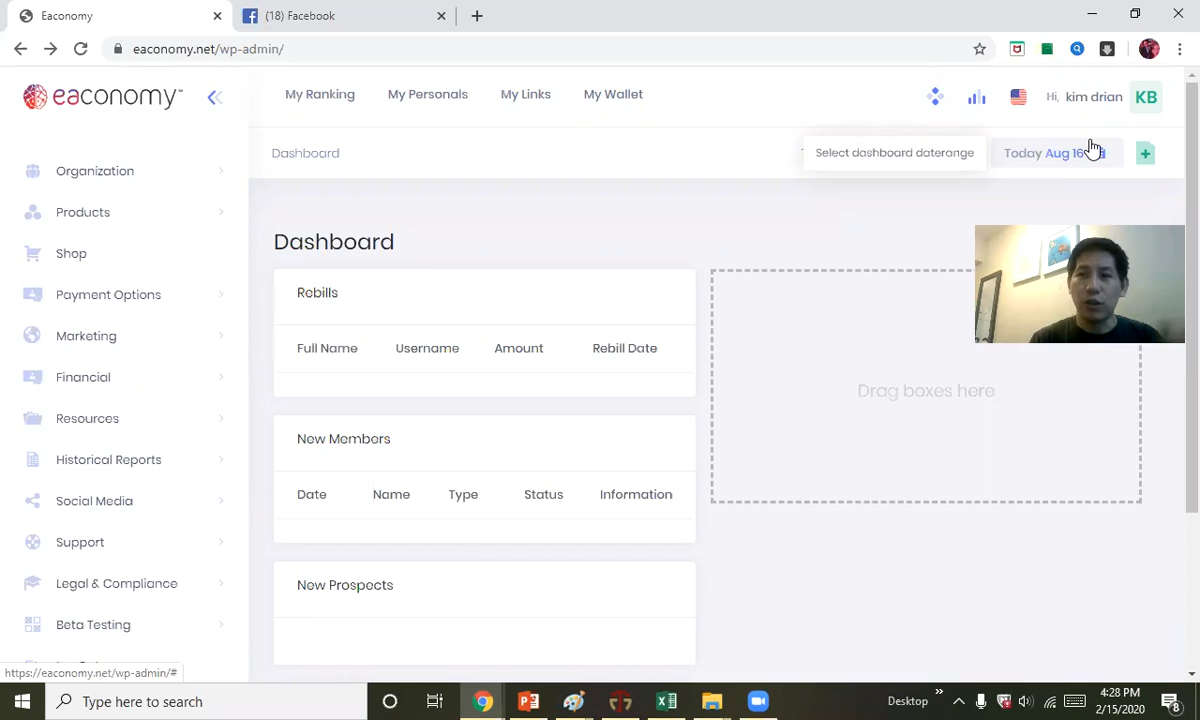 Eaconomy
(18) Facebook
eaconomy.net/wp-admin/
eaconomy™
My Ranking
My Personals
My Links
My Wallet
Hi, kim drian
KB
Dashboard
Select dashboard daterange
Today Aug 16
Organization
Products
Shop
Payment Options
Marketing
Financial
Resources
Historical Reports
Social Media
Support
Legal & Compliance
Beta Testing
Dashboard
Rebills
Full Name Username Amount Rebill Date
New Members
Date Name Type Status Information
New Prospects
Drag boxes here
https://eaconomy.net/wp-admin/#
Type here to search
Desktop
4:28 PM
2/15/2020
8